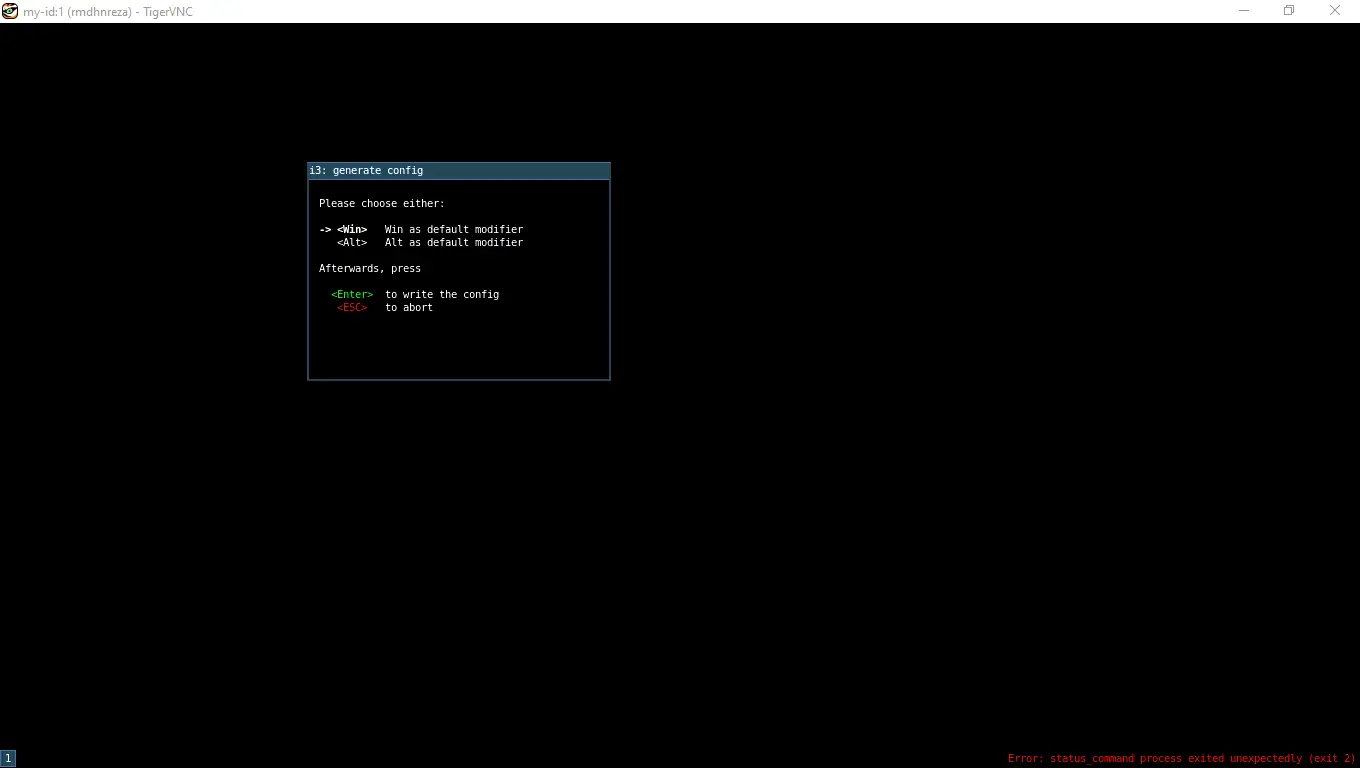 my-id:1 (rmdhnreza) - TigerVNC
i3: generate config
Please choose either:
-> <Win> Win as default modifier
<Alt> Alt as default modifier
Afterwards, press
<Enter> to write the config
<ESC> to abort
1
Error: status_command process exited unexpectedly (exit 2)